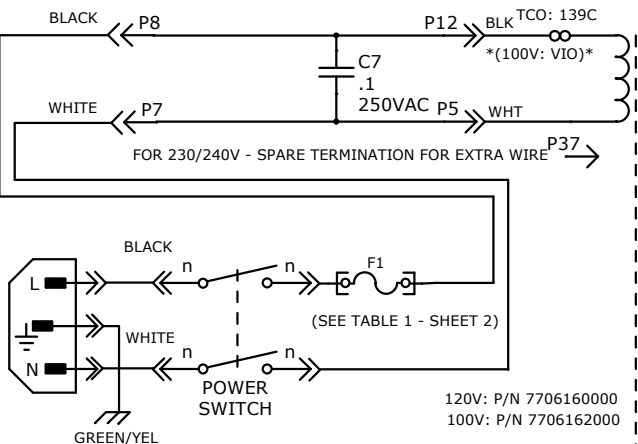 BLACK
P8
P12
BLK
TCO: 139C
*(100V: VIO)*
C7
.1
250VAC
WHITE
P7
P5
WHT
FOR 230/240V - SPARE TERMINATION FOR EXTRA WIRE
P37
BLACK
L
n
n
F1
(SEE TABLE 1 - SHEET 2)
WHITE
N
n
n
POWER
SWITCH
120V: P/N 7706160000
100V: P/N 7706162000
GREEN/YEL